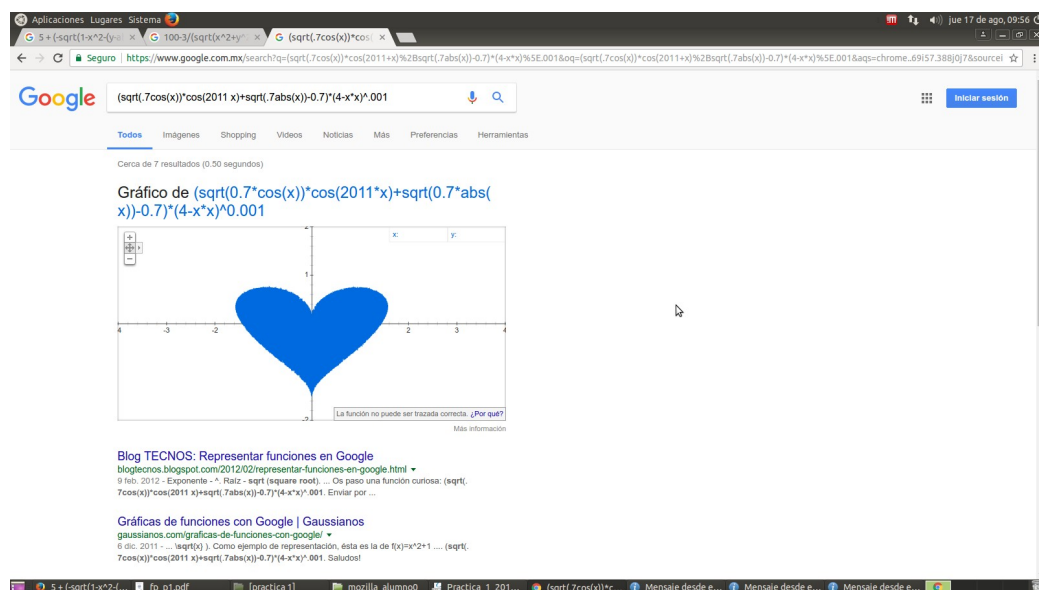 Aplicaciones Lugares Sistema jue 17 de ago, 09:56
5 + (-sqrt(1-x^2-(y-a 100-3/(sqrt(x^2+y^2 (sqrt(.7cos(x))*cos(
Seguro https://www.google.com.mx/search?q=(sqrt(.7cos(x))*cos(2011+x)%2Bsqrt(.7abs(x))-0.7)*(4-x*x)%5E.001&oq=(sqrt(.7cos(x))*cos(2011+x)%2Bsqrt(.7abs(x))-0.7)*(4-x*x)%5E.001&aqs=chrome..69i57.388j0j7&sourcei
Google (sqrt(.7cos(x))*cos(2011 x)+sqrt(.7abs(x))-0.7)*(4-x*x)^.001 Iniciar sesión
Todos Imágenes Shopping Videos Noticias Más Preferencias Herramientas
Cerca de 7 resultados (0.50 segundos)
Gráfico de (sqrt(0.7*cos(x))*cos(2011*x)+sqrt(0.7*abs(
x))-0.7)*(4-x*x)^0.001
x: y:
2
1
4 -3 -2 2 3 4
-2
La función no puede ser trazada correcta. ¿Por qué?
Más información
Blog TECNOS: Representar funciones en Google
blogtecnos.blogspot.com/2012/02/representar-funciones-en-google.html
9 feb. 2012 - Exponente - ^. Raíz - sqrt (square root). ... Os paso una función curiosa: (sqrt(.
7cos(x))*cos(2011 x)+sqrt(.7abs(x))-0.7)*(4-x*x)^.001. Enviar por ...
Gráficas de funciones con Google | Gaussianos
gaussianos.com/graficas-de-funciones-con-google/
6 dic. 2011 - ... \sqrt{x} ). Como ejemplo de representación, ésta es la de f(x)=x^2+1 .... (sqrt(.
7cos(x))*cos(2011 x)+sqrt(.7abs(x))-0.7)*(4-x*x)^.001. Saludos!
5 + (-sqrt(1-x^2-(... fp_p1.pdf [practica 1] mozilla_alumno0 Practica_1_201... (sqrt(.7cos(x))*c... Mensaje desde e... Mensaje desde e... Mensaje desde e...